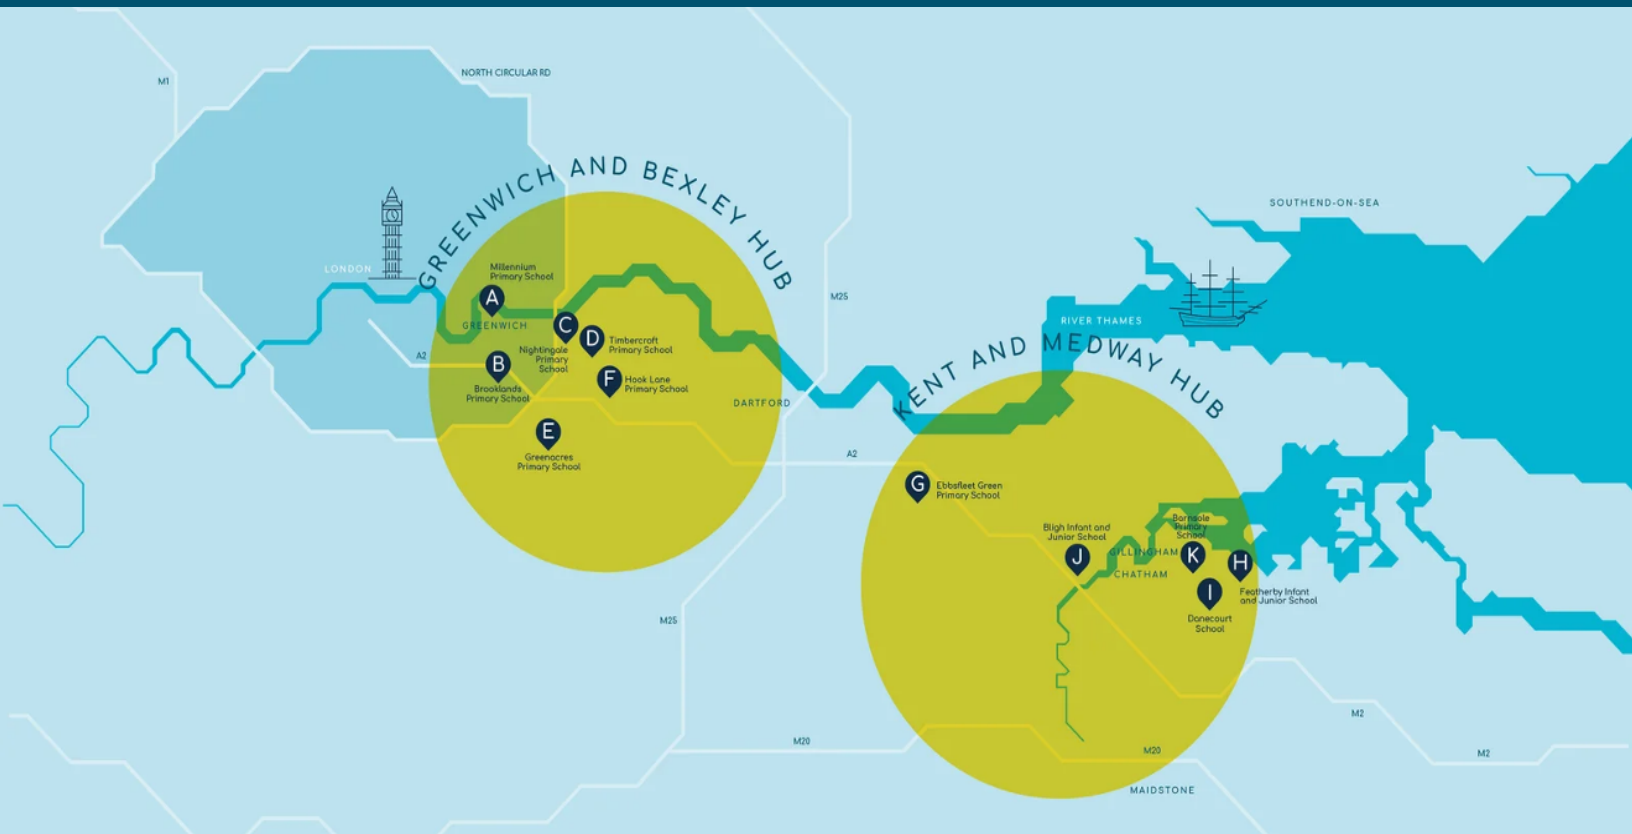 M1
NORTH CIRCULAR RD
GREENWICH AND BEXLEY HUB
SOUTHEND-ON-SEA
LONDON
Millennium
Primary School
A
M25
GREENWICH
C
D
Timbercroft
Primary School
RIVER THAMES
KENT AND MEDWAY HUB
A2
Nightingale
Primary
School
B
Brooklands
Primary School
F
Hook Lane
Primary School
DARTFORD
E
Greenacres
Primary School
A2
G
Ebbsfleet Green
Primary School
Bligh Infant and
Junior School
J
Barnsole
Primary
School
K
GILLINGHAM
CHATHAM
H
Featherby Infant
and Junior School
I
Danecourt
School
M25
M2
M20
M20
M2
MAIDSTONE